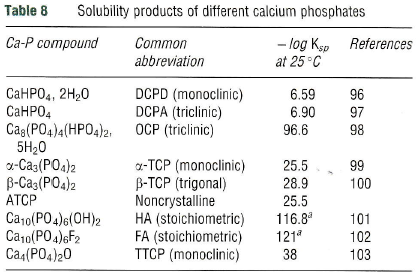 Table 8 Solubility products of different calcium phosphates
Ca-P compound Common abbreviation – log Ksp at 25 °C References
CaHPO4, 2H2O DCPD (monoclinic) 6.59 96
CaHPO4 DCPA (triclinic) 6.90 97
Ca8(PO4)4(HPO4)2, OCP (triclinic) 96.6 98
5H2O
α-Ca3(PO4)2 α-TCP (monoclinic) 25.5 99
β-Ca3(PO4)2 β-TCP (trigonal) 28.9 100
ATCP Noncrystalline 25.5
Ca10(PO4)6(OH)2 HA (stoichiometric) 116.8a 101
Ca10(PO4)6F2 FA (stoichiometric) 121a 102
Ca4(PO4)2O TTCP (monoclinic) 38 103